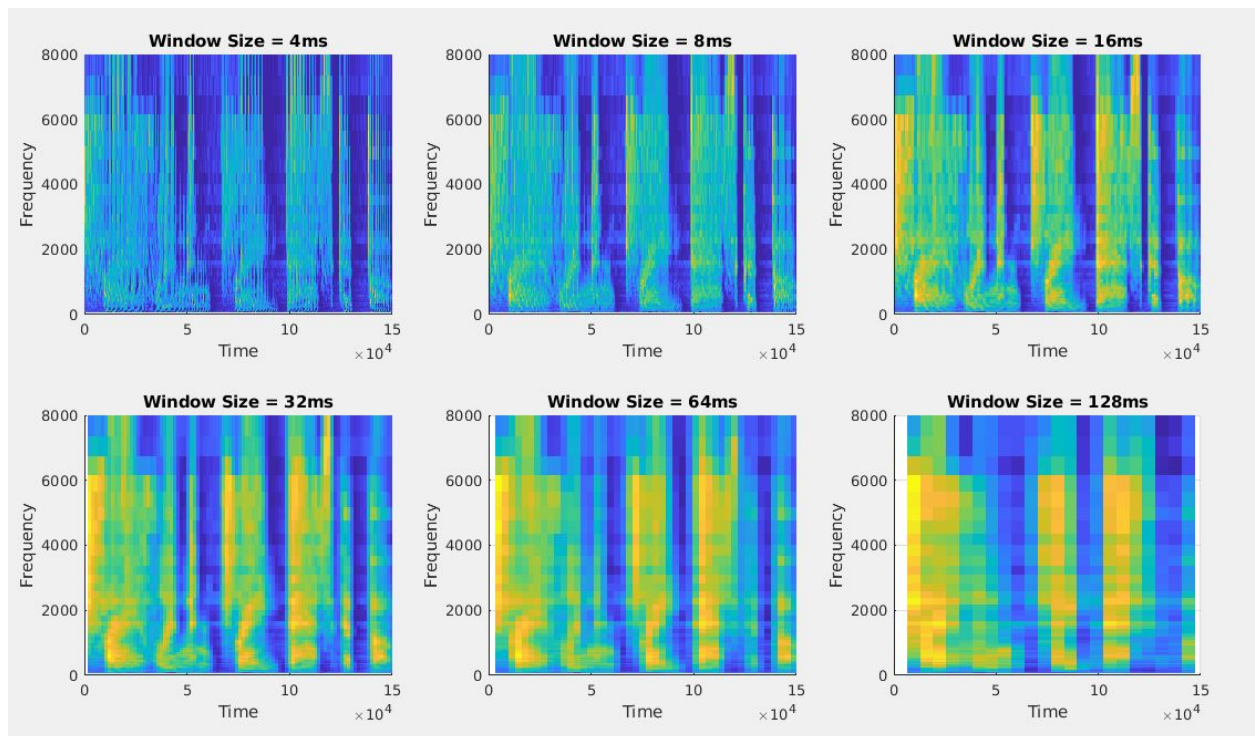 Window Size = 4ms
8000
6000
4000
2000
0
Frequency
0 5 10 15
Time
×10^4
Window Size = 8ms
8000
6000
4000
2000
0
Frequency
0 5 10 15
Time
×10^4
Window Size = 16ms
8000
6000
4000
2000
0
Frequency
0 5 10 15
Time
×10^4
Window Size = 32ms
8000
6000
4000
2000
0
Frequency
0 5 10 15
Time
×10^4
Window Size = 64ms
8000
6000
4000
2000
0
Frequency
0 5 10 15
Time
×10^4
Window Size = 128ms
8000
6000
4000
2000
0
Frequency
0 5 10 15
Time
×10^4